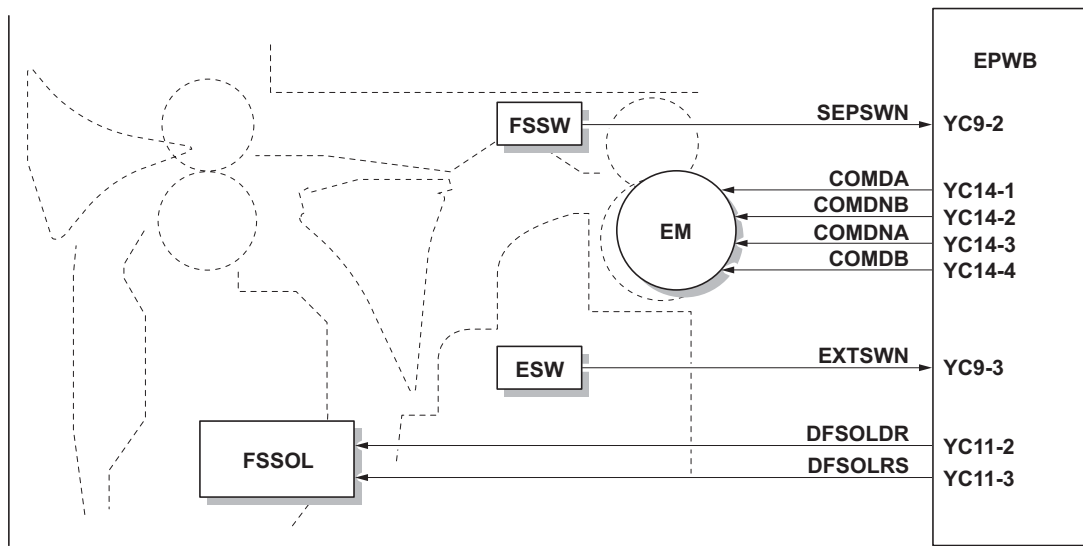 EPWB
FSSW
SEPSWN
YC9-2
COMDA
YC14-1
COMDNB
YC14-2
EM
COMDNA
YC14-3
COMDB
YC14-4
ESW
EXTSWN
YC9-3
FSSOL
DFSOLDR
YC11-2
DFSOLRS
YC11-3